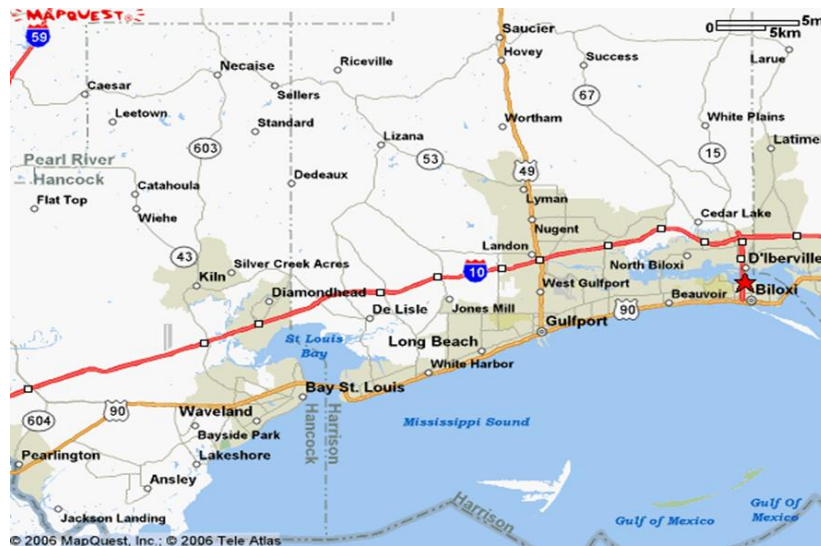 MAPQUEST
59
Saucier
5m
0
5km
Hovey
Success
Larue
Riceville
Necaise
Caesar
Sellers
67
Leetown
Standard
Wortham
White Plains
603
Lizana
15
Latimer
53
Pearl River
Hancock
49
Dedeaux
Catahoula
Lyman
Flat Top
Wiehe
Nugent
Cedar Lake
43
Landon
Silver Creek Acres
10
North Biloxi
D'Iberville
Kiln
West Gulfport
Biloxi
Diamondhead
Jones Mill
90
Beauvoir
De Lisle
Gulfport
St Louis
Bay
Long Beach
White Harbor
Bay St. Louis
90
Waveland
604
Mississippi Sound
Harrison
Hancock
Bayside Park
Pearlington
Lakeshore
Ansley
Harrison
Gulf Of
Mexico
Jackson Landing
Gulf of Mexico
© 2006 MapQuest, Inc.; © 2006 Tele Atlas